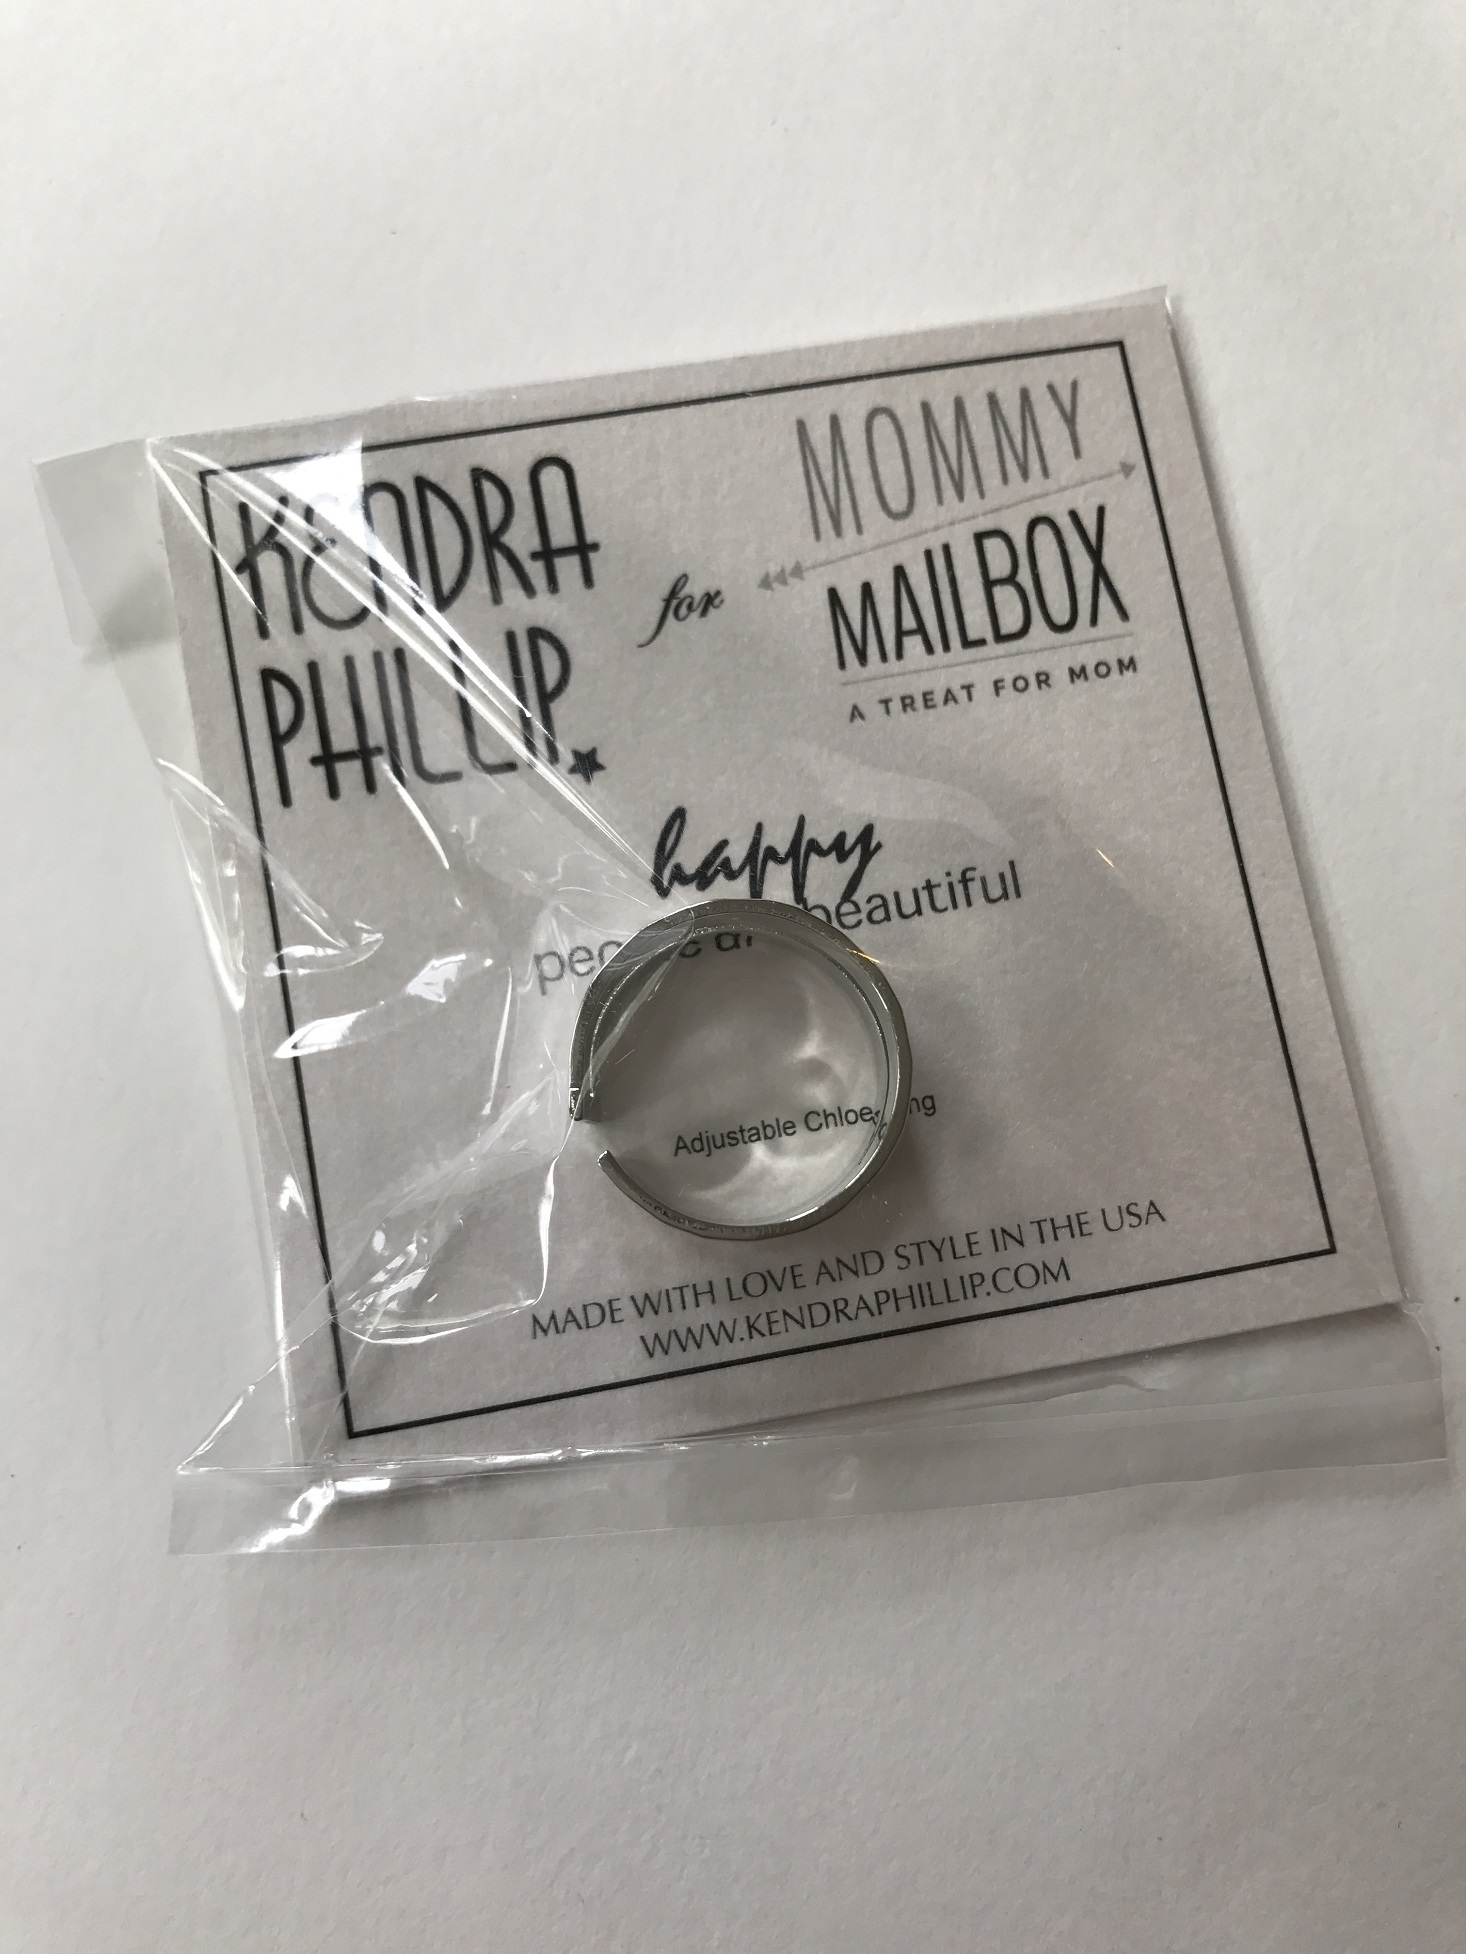 KENDRA
PHILLIP
for
MOMMY
MAILBOX
A TREAT FOR MOM
happy
beautiful
Adjustable Chloe
MADE WITH LOVE AND STYLE IN THE USA
WWW.KENDRAPHILLIP.COM